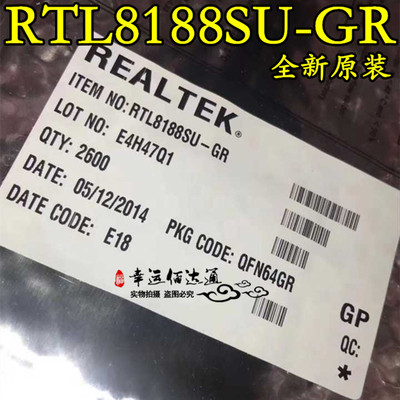 RTL8188SU-GR
全新原装
REALTEK®
ITEM NO:RTL8188SU-GR
LOT NO: E4H47Q1
QTY: 2600
DATE: 05/12/2014
DATE CODE: E18
PKG CODE: QFN64GR
GP
QC:
*
幸运佰达通
实物拍摄 盗图必究